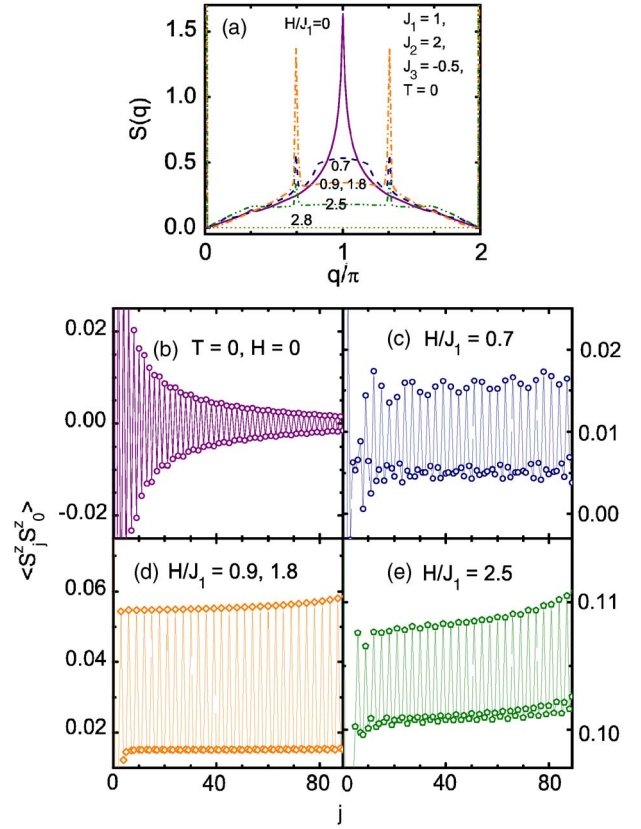 (a)
H/J₁=0
J₁ = 1,
J₂ = 2,
J₃ = -0.5,
T = 0
1.5
1.0
0.5
0.0
S(q)
0.7
0.9, 1.8
2.5
2.8
0 1 2
q/π
(b) T = 0, H = 0
0.02
0.00
-0.02
(c) H/J₁ = 0.7
0.02
0.01
0.00
<S^z_j S^z_0>
(d) H/J₁ = 0.9, 1.8
0.06
0.04
0.02
(e) H/J₁ = 2.5
0.11
0.10
0 40 80
0 40 80
j